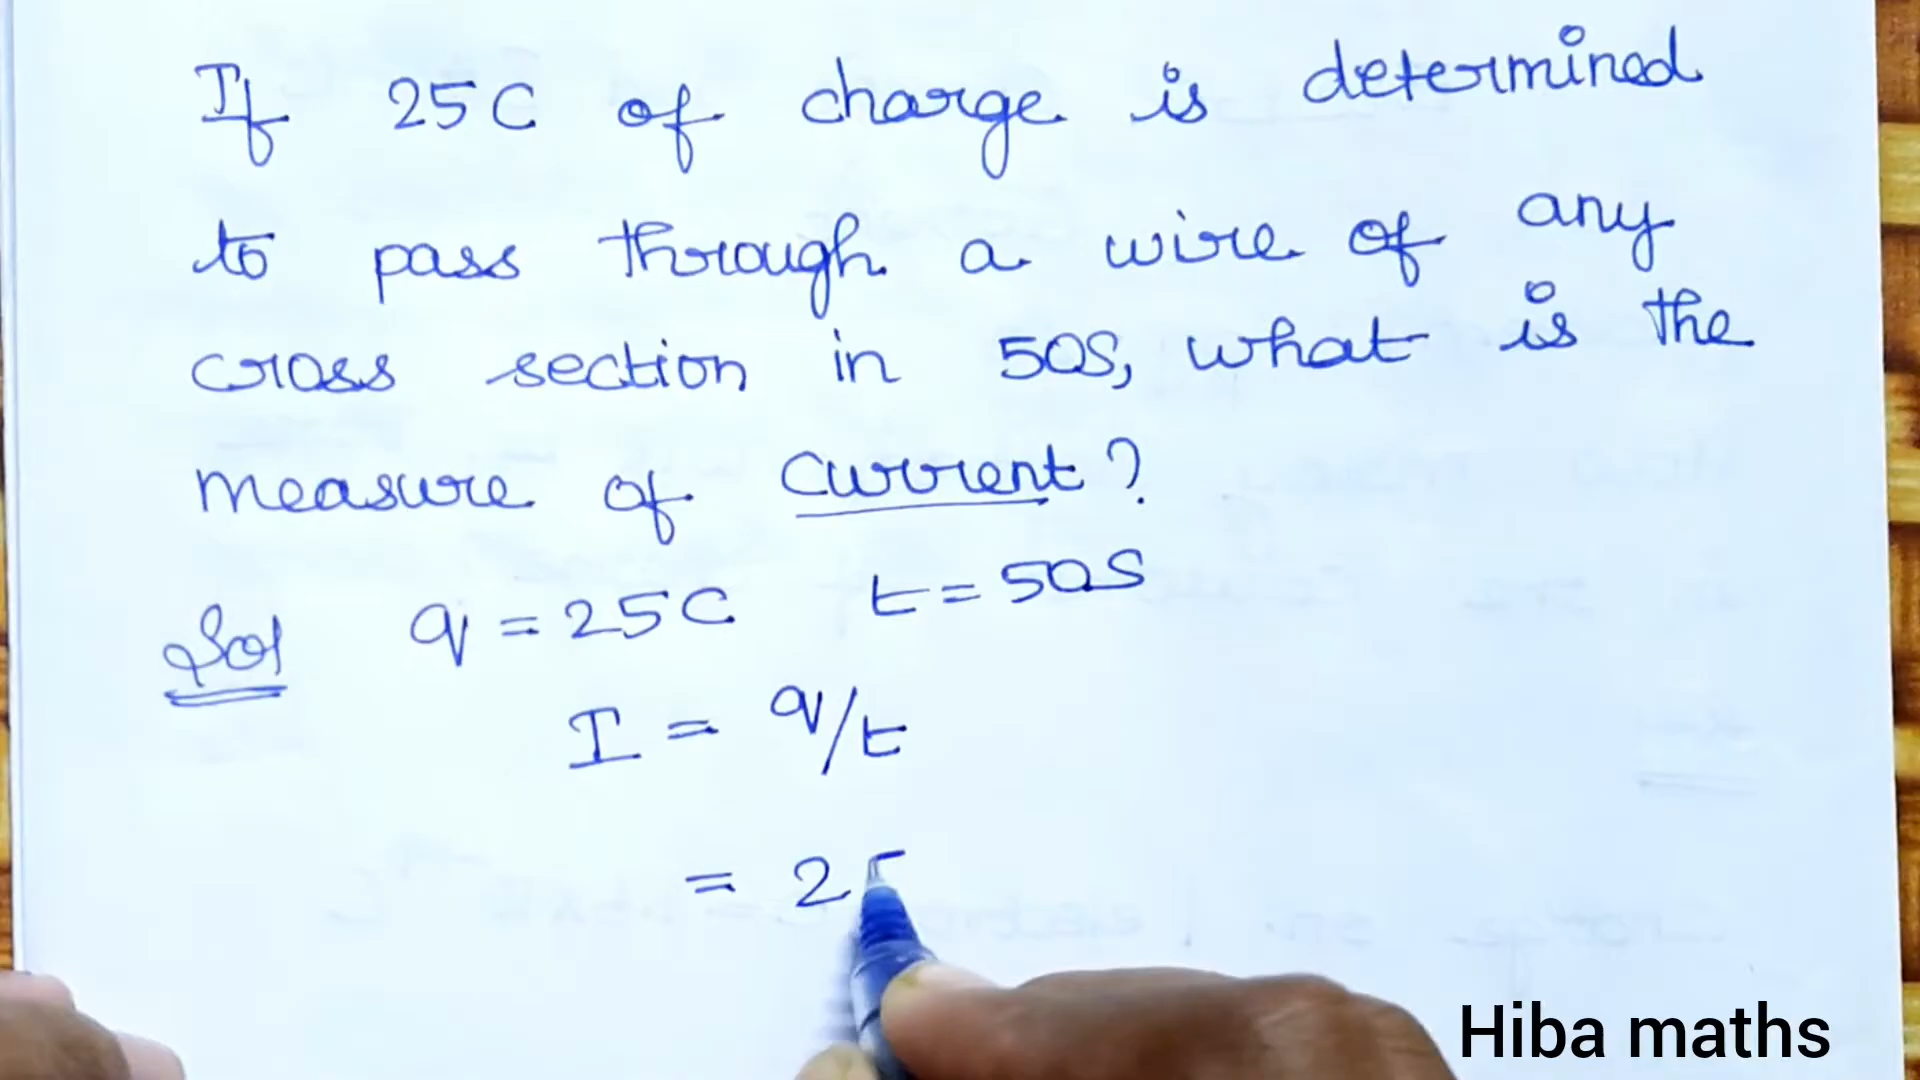 If 25C of charge is determined
to pass through a wire of any
cross section in 50S, what is the
measure of current?
Sol q = 25C t = 50S
I = q/t
= 25
Hiba maths